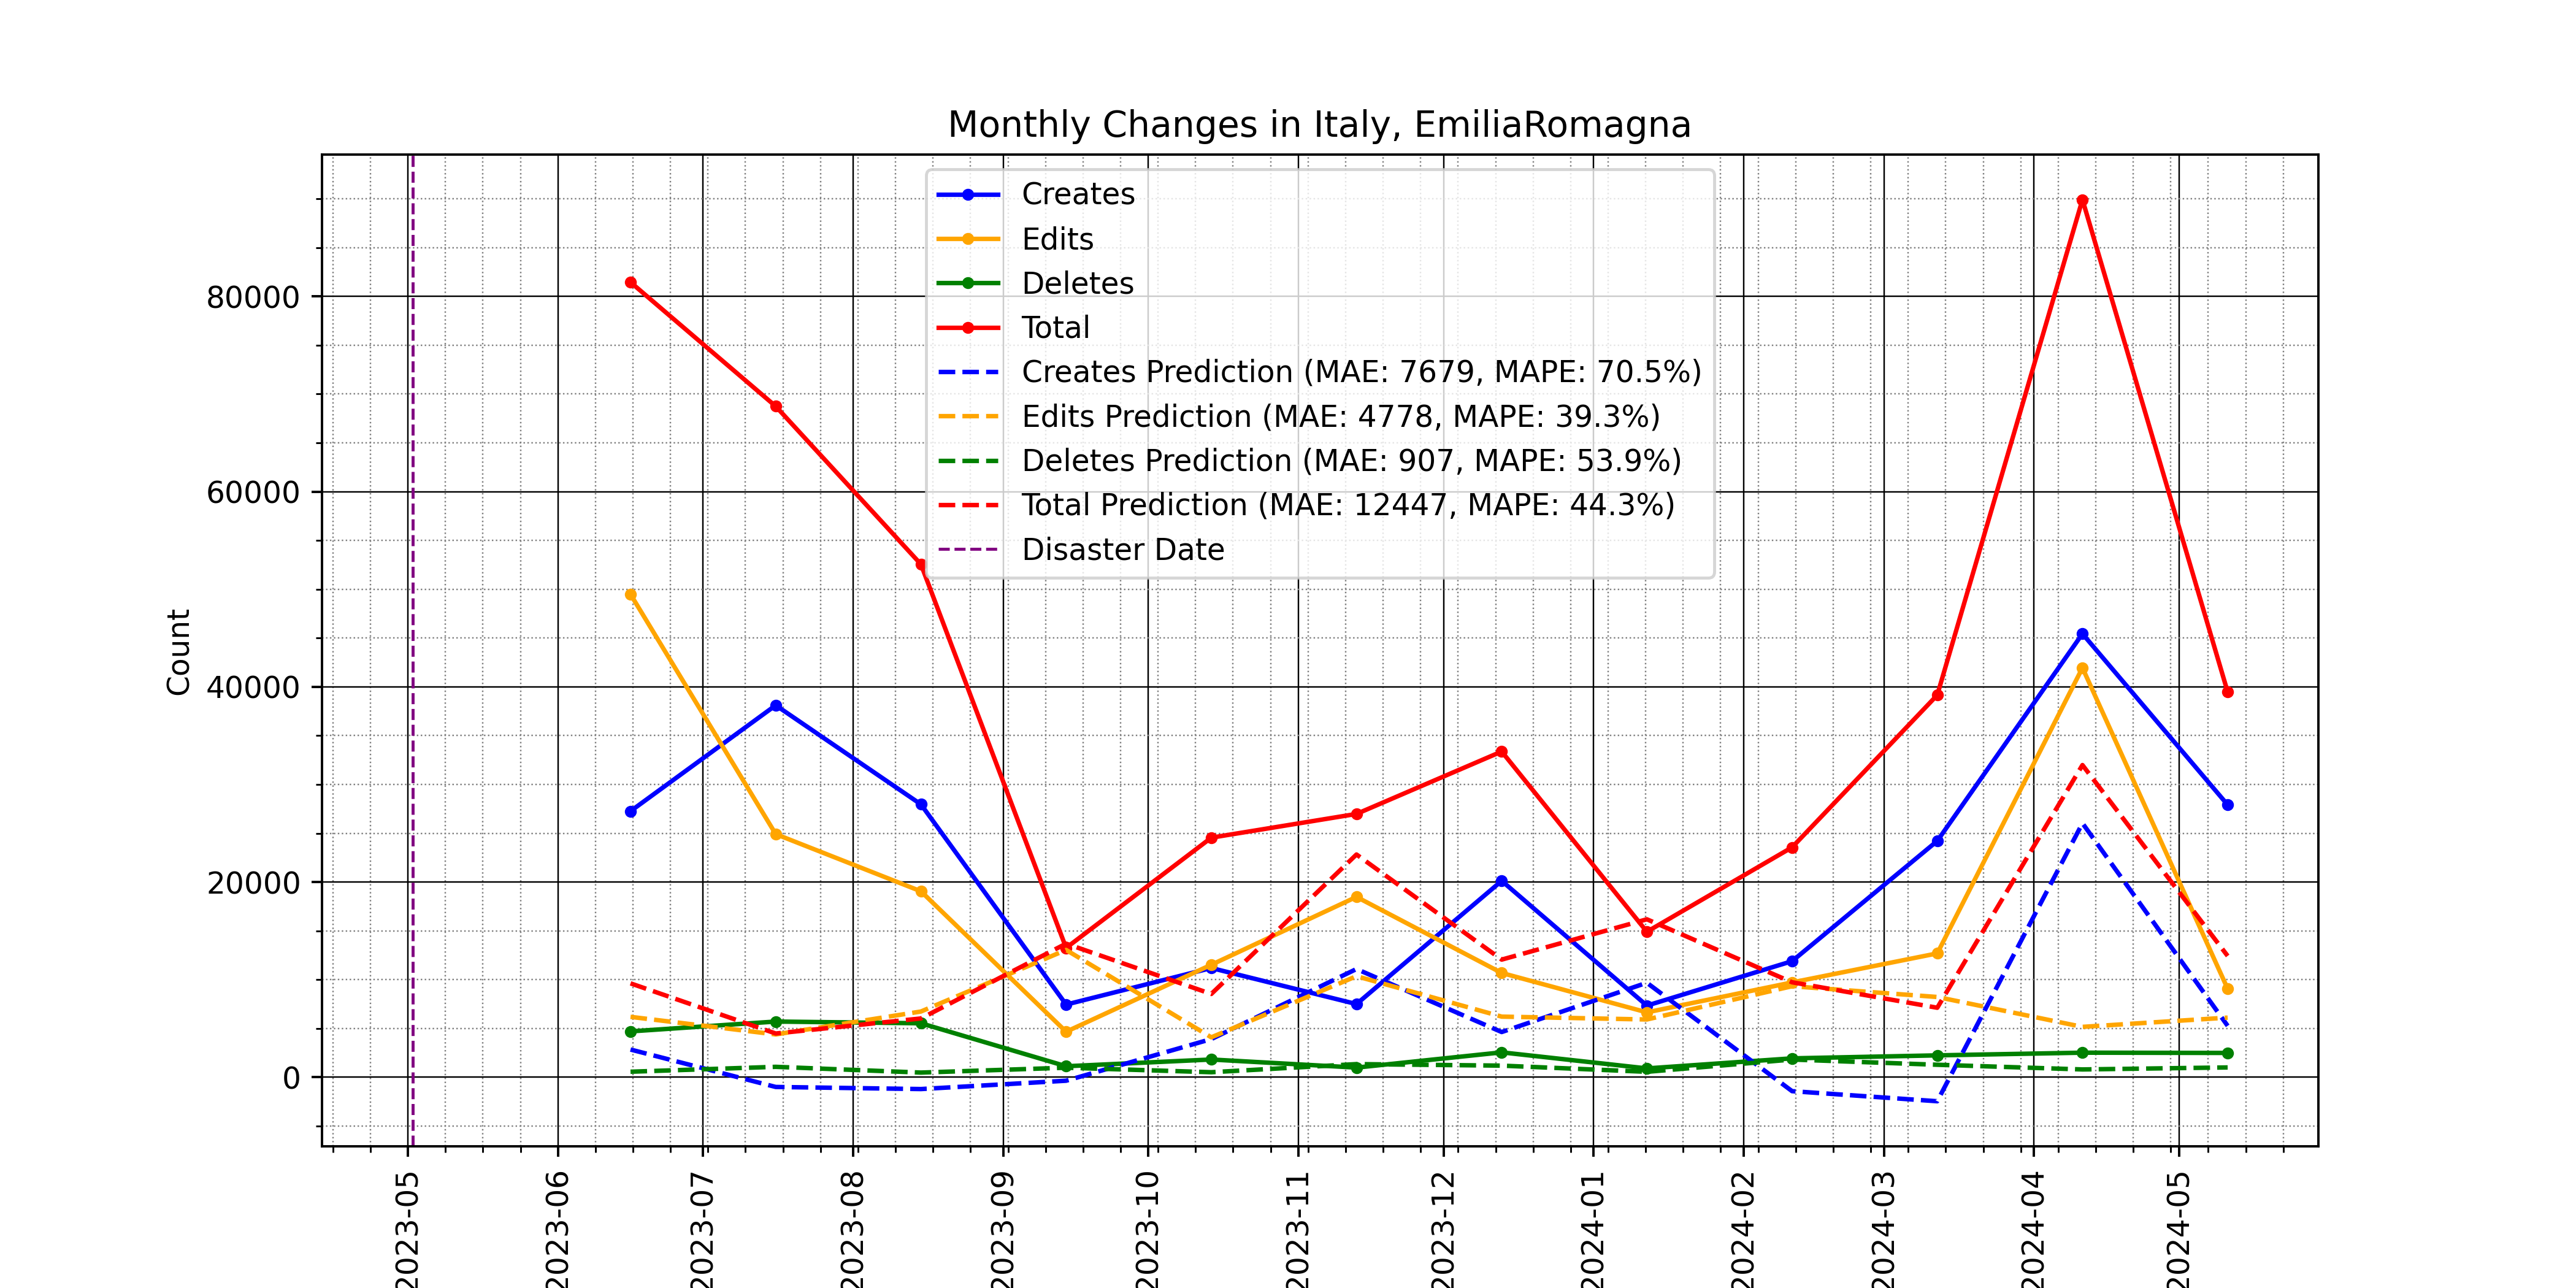 Monthly Changes in Italy, EmiliaRomagna
Creates
Edits
Deletes
Total
Creates Prediction (MAE: 7679, MAPE: 70.5%)
Edits Prediction (MAE: 4778, MAPE: 39.3%)
Deletes Prediction (MAE: 907, MAPE: 53.9%)
Total Prediction (MAE: 12447, MAPE: 44.3%)
Disaster Date
Count
80000
60000
40000
20000
0
2023-05
2023-06
2023-07
2023-08
2023-09
2023-10
2023-11
2023-12
2024-01
2024-02
2024-03
2024-04
2024-05